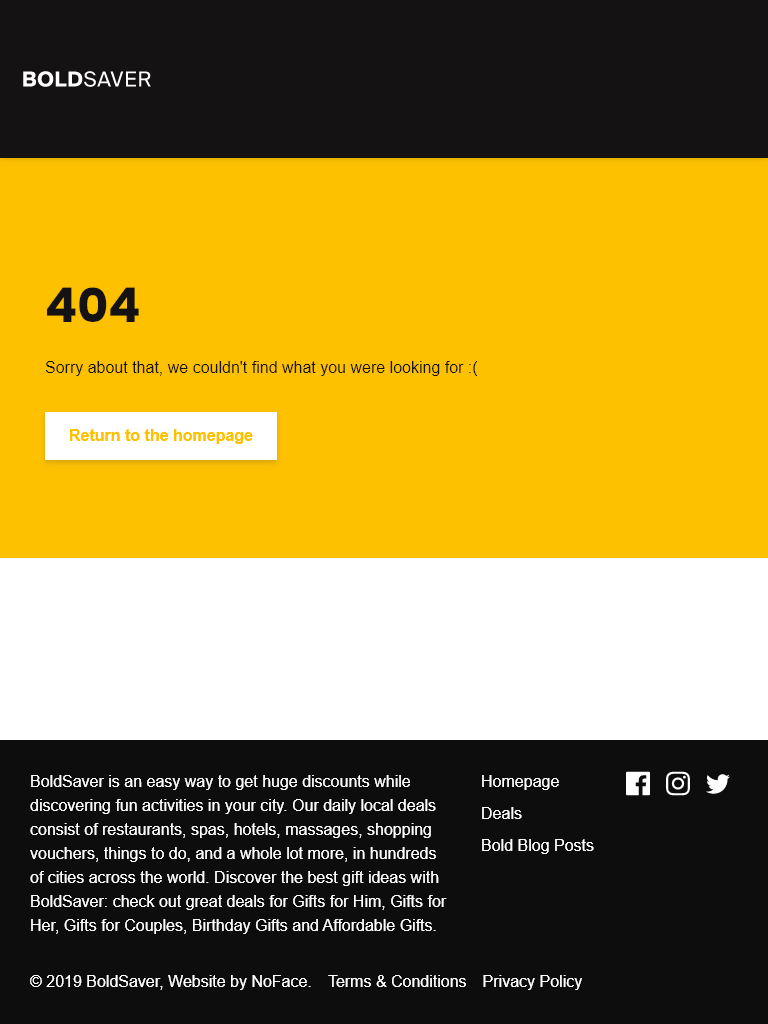 BOLDSAVER
404
Sorry about that, we couldn't find what you were looking for :(
Return to the homepage
BoldSaver is an easy way to get huge discounts while
discovering fun activities in your city. Our daily local deals
consist of restaurants, spas, hotels, massages, shopping
vouchers, things to do, and a whole lot more, in hundreds
of cities across the world. Discover the best gift ideas with
BoldSaver: check out great deals for Gifts for Him, Gifts for
Her, Gifts for Couples, Birthday Gifts and Affordable Gifts.
Homepage
Deals
Bold Blog Posts
© 2019 BoldSaver, Website by NoFace. Terms & Conditions Privacy Policy